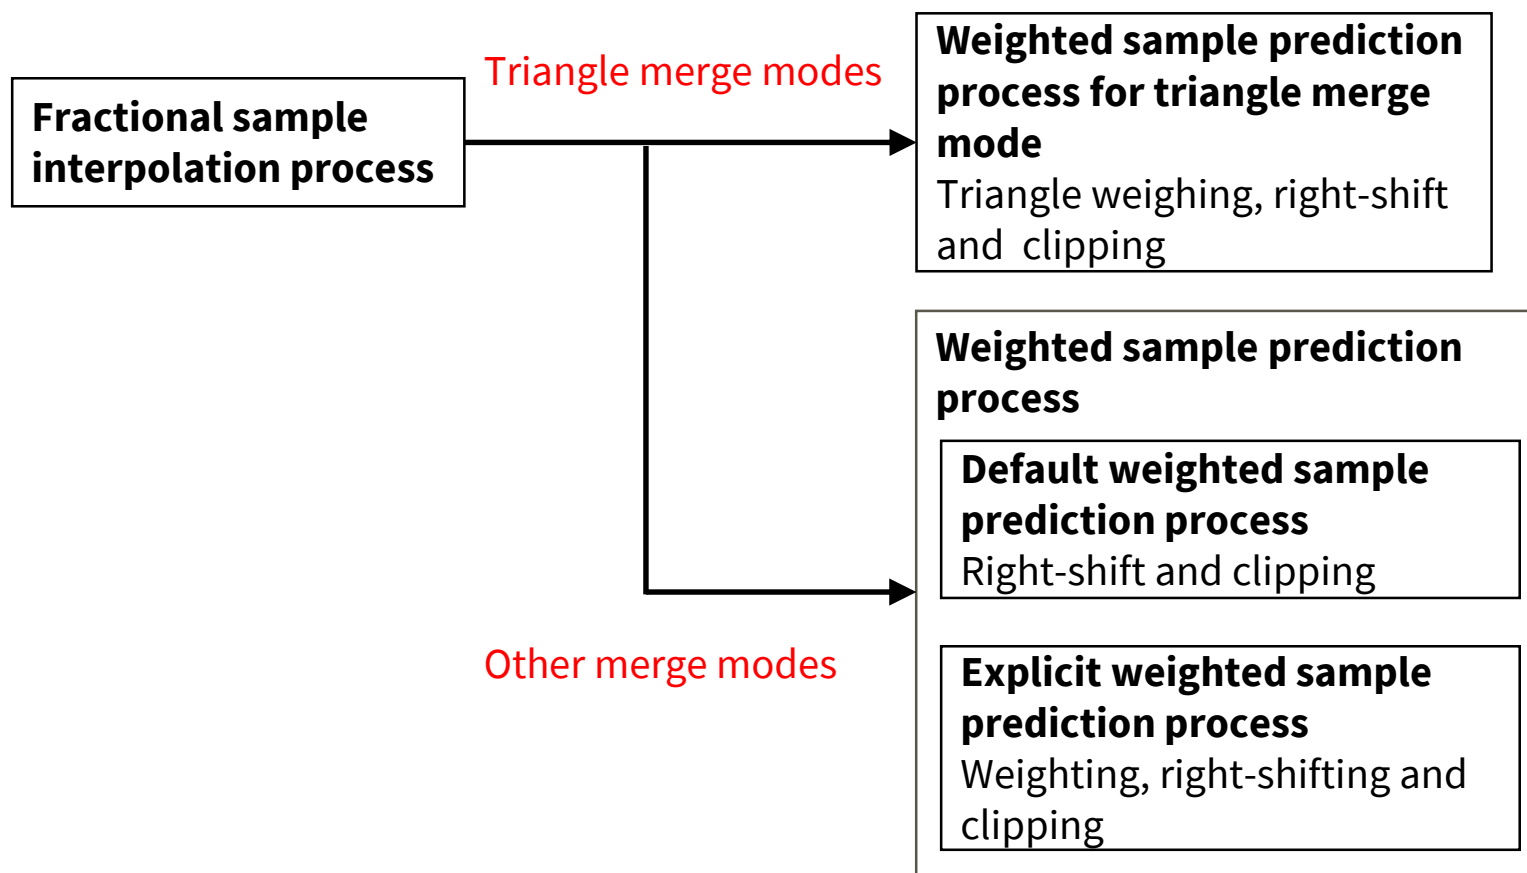 Fractional sample
interpolation process
Triangle merge modes
Weighted sample prediction
process for triangle merge
mode
Triangle weighing, right-shift
and clipping
Other merge modes
Weighted sample prediction
process
Default weighted sample
prediction process
Right-shift and clipping
Explicit weighted sample
prediction process
Weighting, right-shifting and
clipping